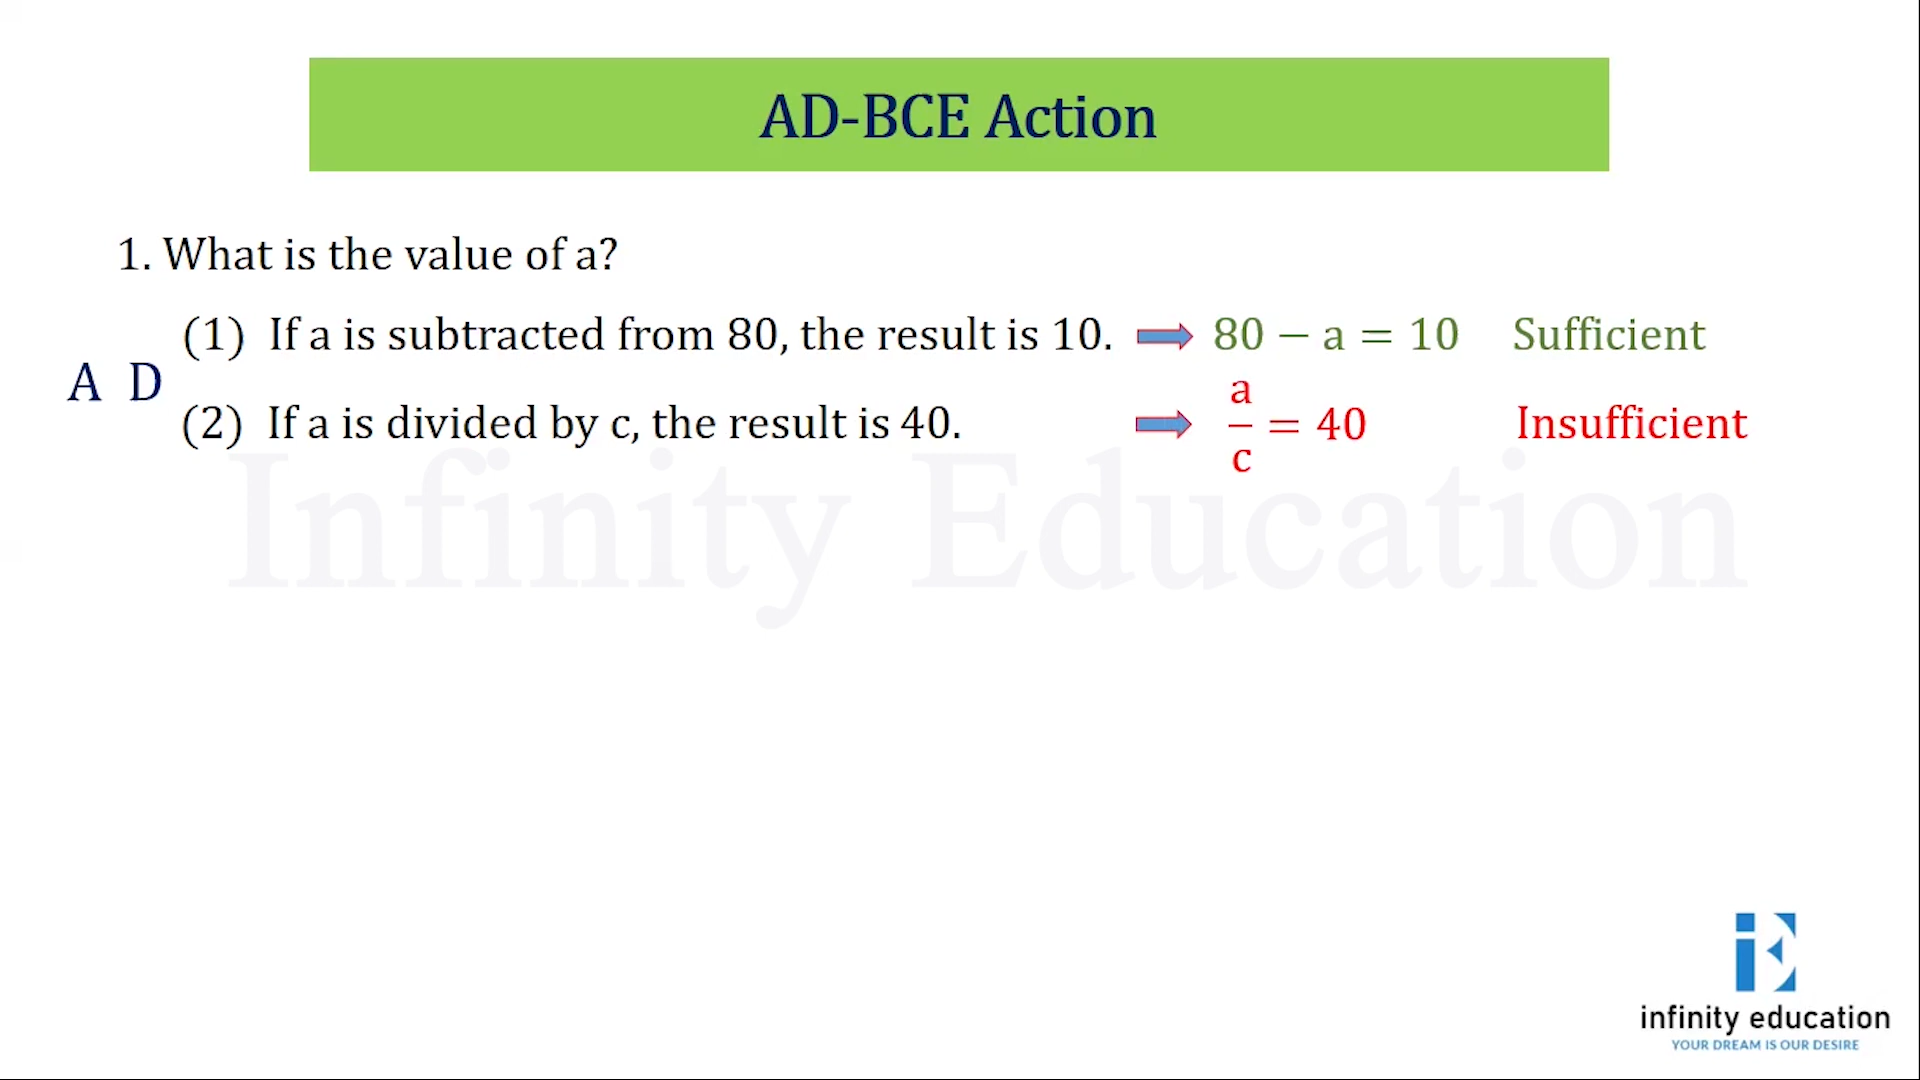 AD-BCE Action
1. What is the value of a?
(1) If a is subtracted from 80, the result is 10. 80 − a = 10 Sufficient
A D
(2) If a is divided by c, the result is 40. a/c = 40 Insufficient
Infinity Education
iE
infinity education
YOUR DREAM IS OUR DESIRE